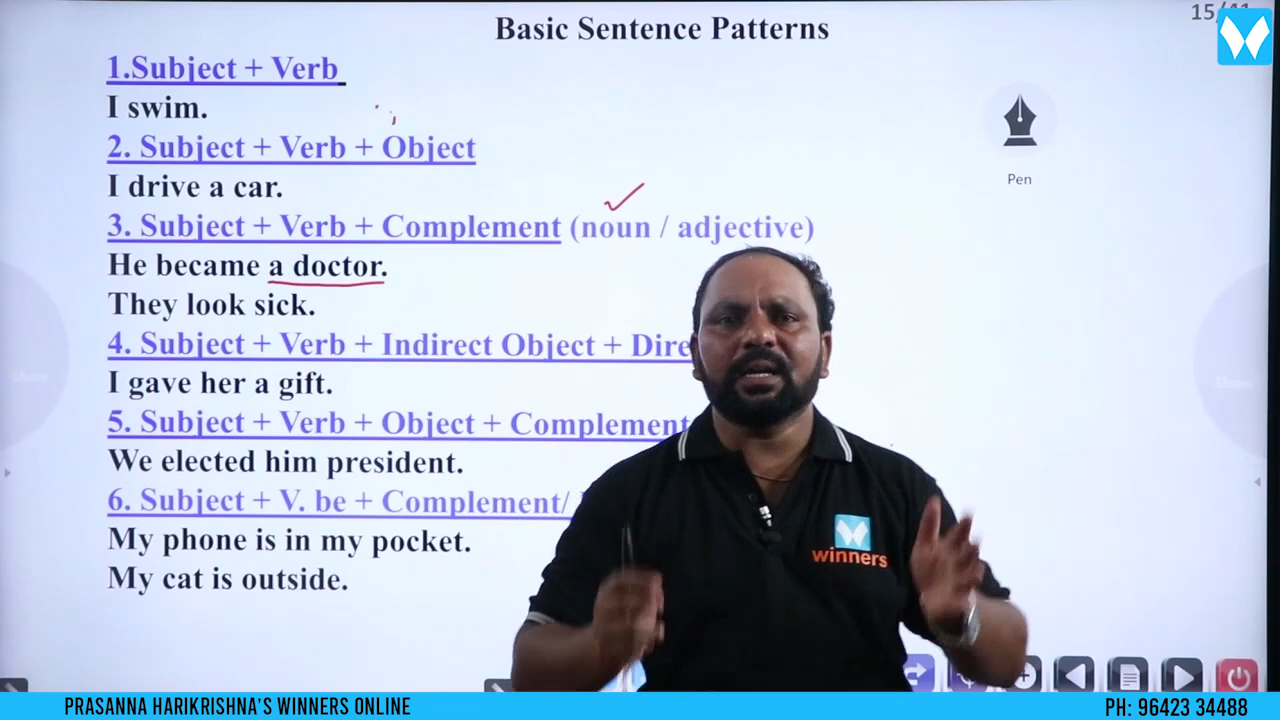 15/41
Basic Sentence Patterns
1.Subject + Verb
I swim.
2. Subject + Verb + Object
I drive a car.
Pen
3. Subject + Verb + Complement (noun / adjective)
He became a doctor.
They look sick.
4. Subject + Verb + Indirect Object + Dire
I gave her a gift.
5. Subject + Verb + Object + Complement
We elected him president.
6. Subject + V. be + Complement/
My phone is in my pocket.
My cat is outside.
winners
PRASANNA HARIKRISHNA'S WINNERS ONLINE
PH: 96423 34488